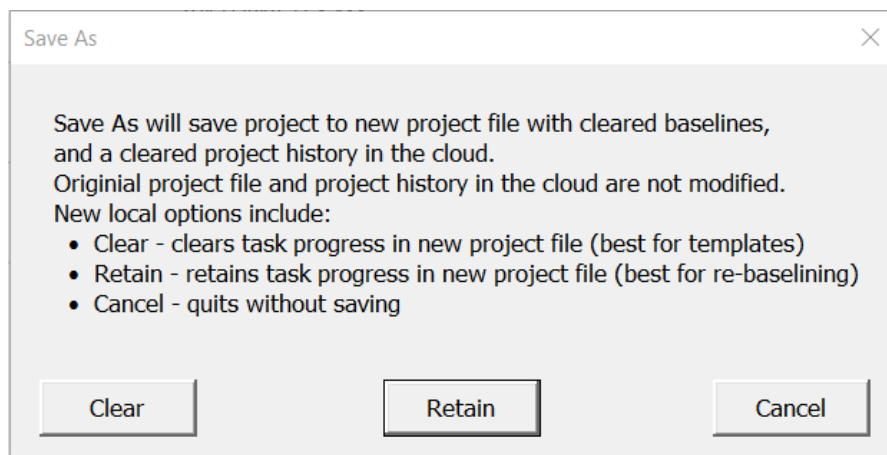 Save As
Save As will save project to new project file with cleared baselines,
and a cleared project history in the cloud.
Originial project file and project history in the cloud are not modified.
New local options include:
• Clear - clears task progress in new project file (best for templates)
• Retain - retains task progress in new project file (best for re-baselining)
• Cancel - quits without saving
Clear
Retain
Cancel